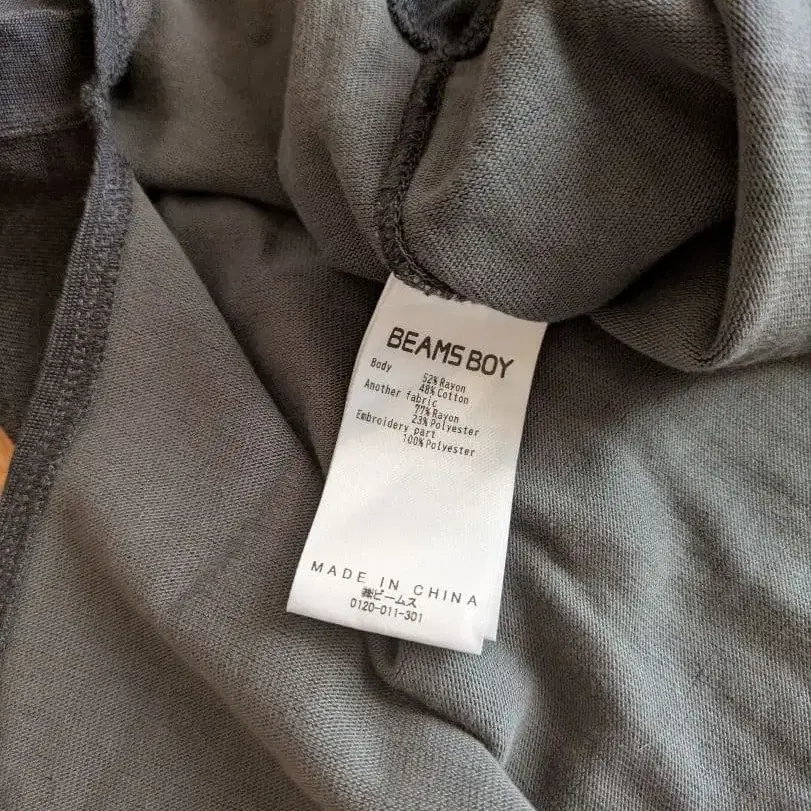 BEAMS BOY
Body
52% Rayon
48% Cotton
Another fabric
77% Rayon
23% Polyester
Embroidery part
100% Polyester
MADE IN CHINA
㈱ビームス
0120-011-301